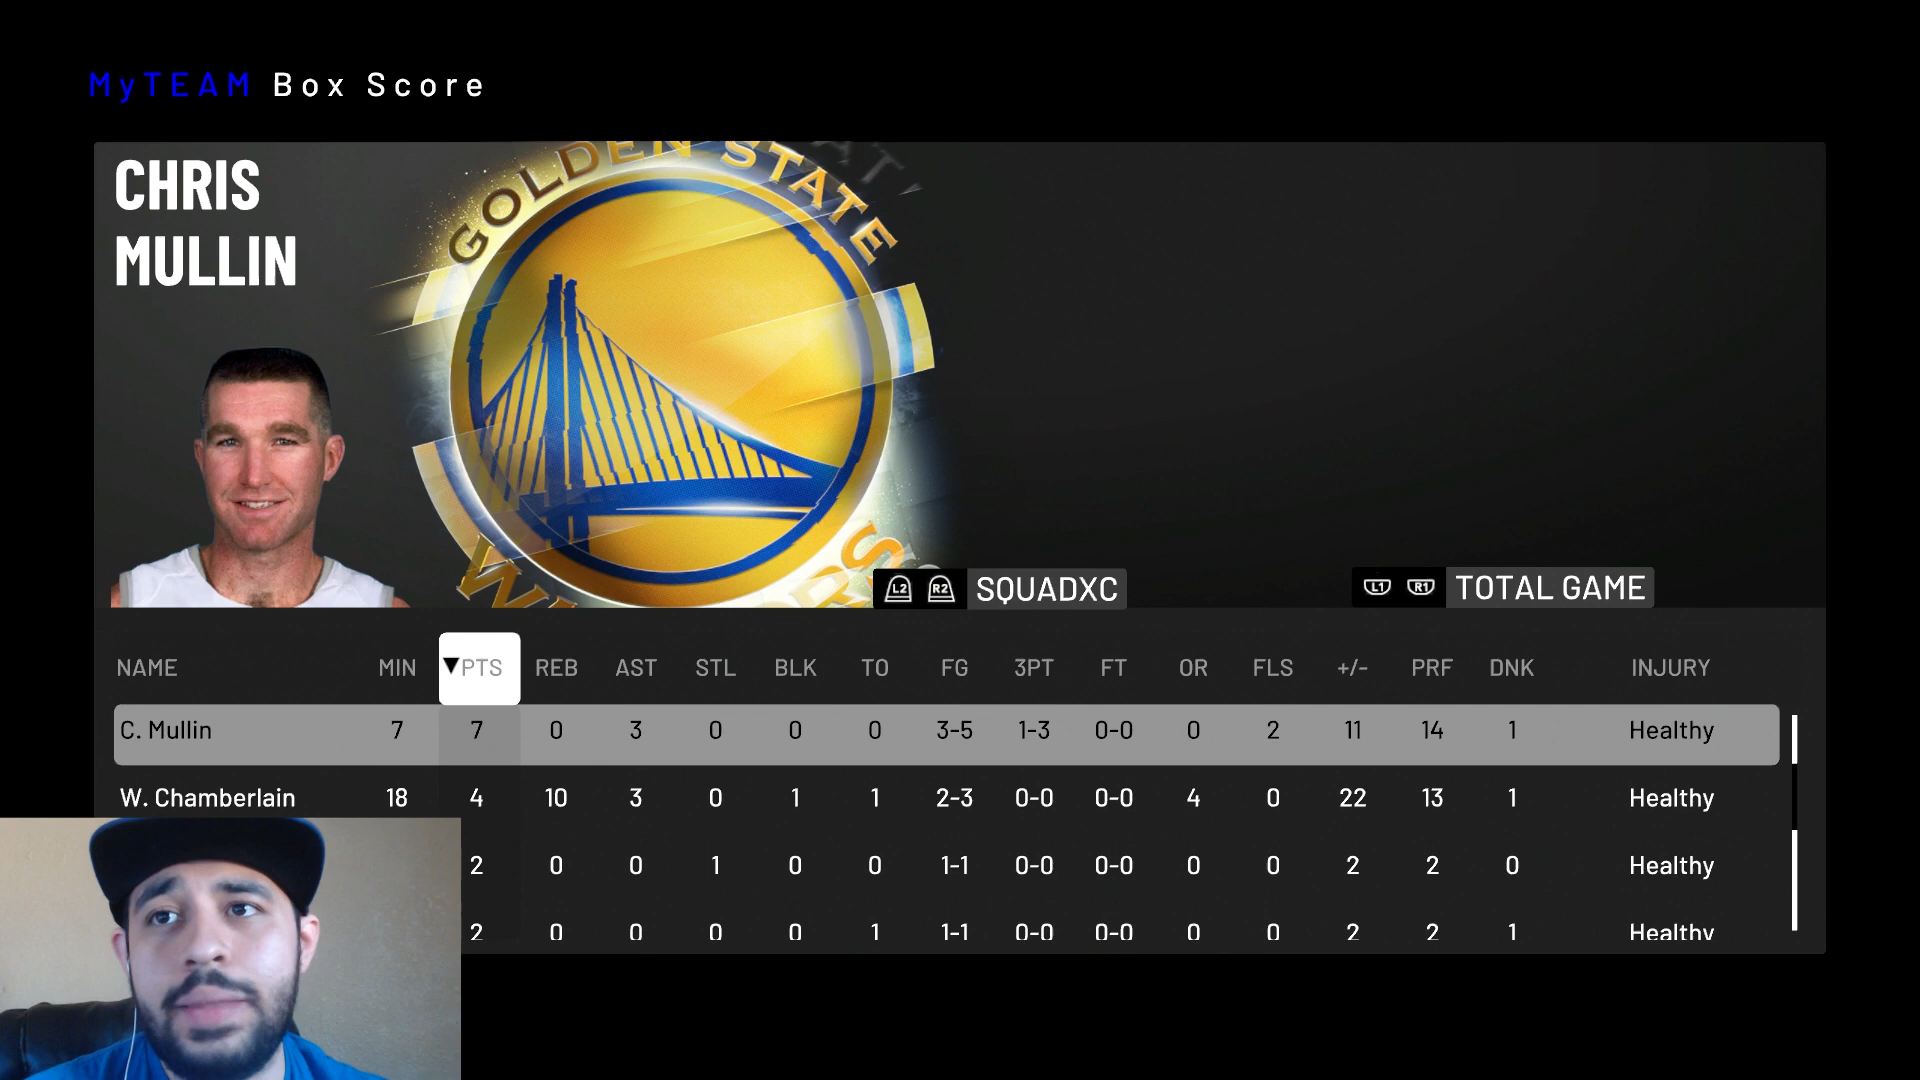 MyTEAM Box Score
CHRIS
MULLIN
GOLDEN STATE
L2 R2 SQUADXC
L1 R1 TOTAL GAME
NAME MIN ▼PTS REB AST STL BLK TO FG 3PT FT OR FLS +/- PRF DNK INJURY
C. Mullin 7 7 0 3 0 0 0 3-5 1-3 0-0 0 2 11 14 1 Healthy
W. Chamberlain 18 4 10 3 0 1 1 2-3 0-0 0-0 4 0 22 13 1 Healthy
2 0 0 1 0 0 1-1 0-0 0-0 0 0 2 2 0 Healthy
2 0 0 0 0 1 1-1 0-0 0-0 0 0 2 2 1 Healthy